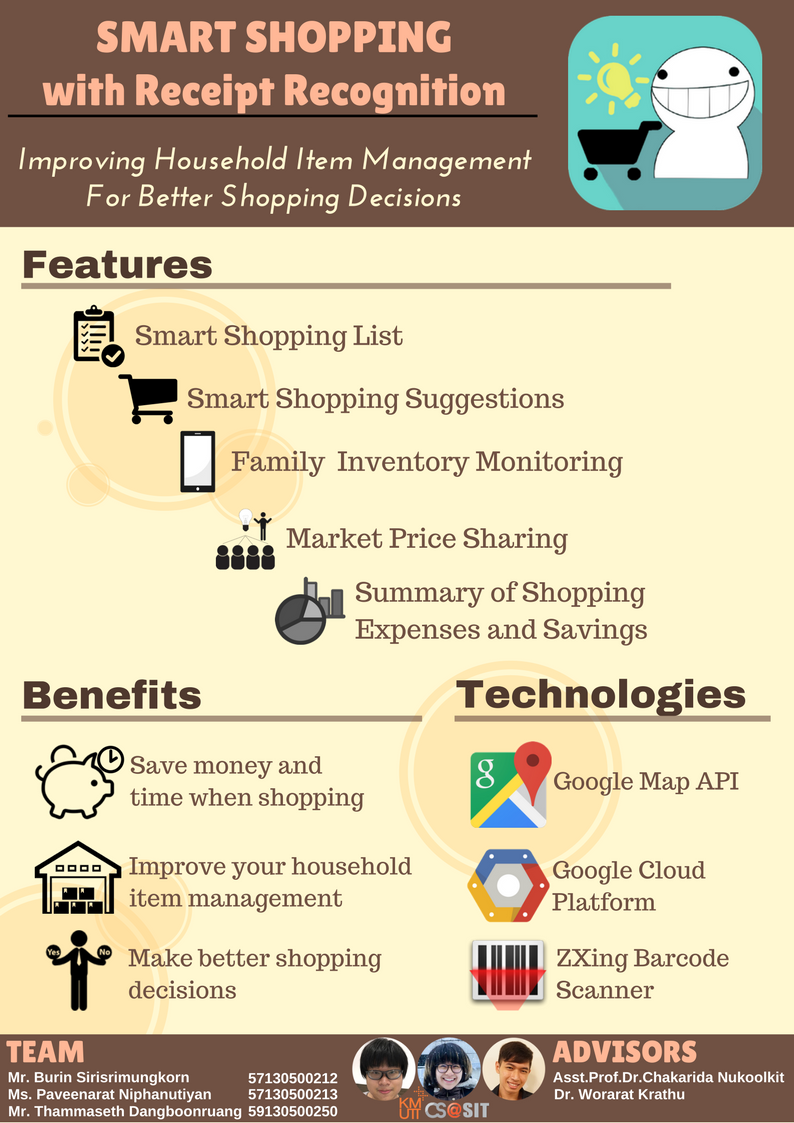 SMART SHOPPING
with Receipt Recognition
Improving Household Item Management
For Better Shopping Decisions
Features
Smart Shopping List
Smart Shopping Suggestions
Family Inventory Monitoring
Market Price Sharing
Summary of Shopping
Expenses and Savings
Benefits
Save money and
time when shopping
Improve your household
item management
Yes No
Make better shopping
decisions
Technologies
g
Google Map API
Google Cloud
Platform
ZXing Barcode
Scanner
TEAM
Mr. Burin Sirisrimungkorn 57130500212
Ms. Paveenarat Niphanutiyan 57130500213
Mr. Thammaseth Dangboonruang 59130500250
KM
UTT
CS@SIT
ADVISORS
Asst.Prof.Dr.Chakarida Nukoolkit
Dr. Worarat Krathu